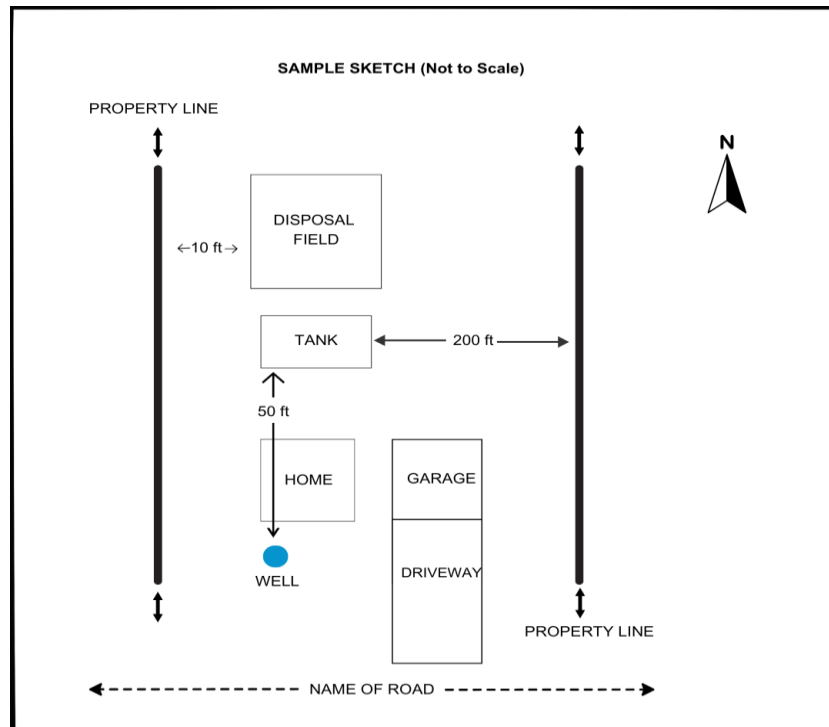 SAMPLE SKETCH (Not to Scale)
PROPERTY LINE
N
DISPOSAL
FIELD
10 ft
TANK
200 ft
50 ft
HOME
GARAGE
WELL
DRIVEWAY
PROPERTY LINE
NAME OF ROAD